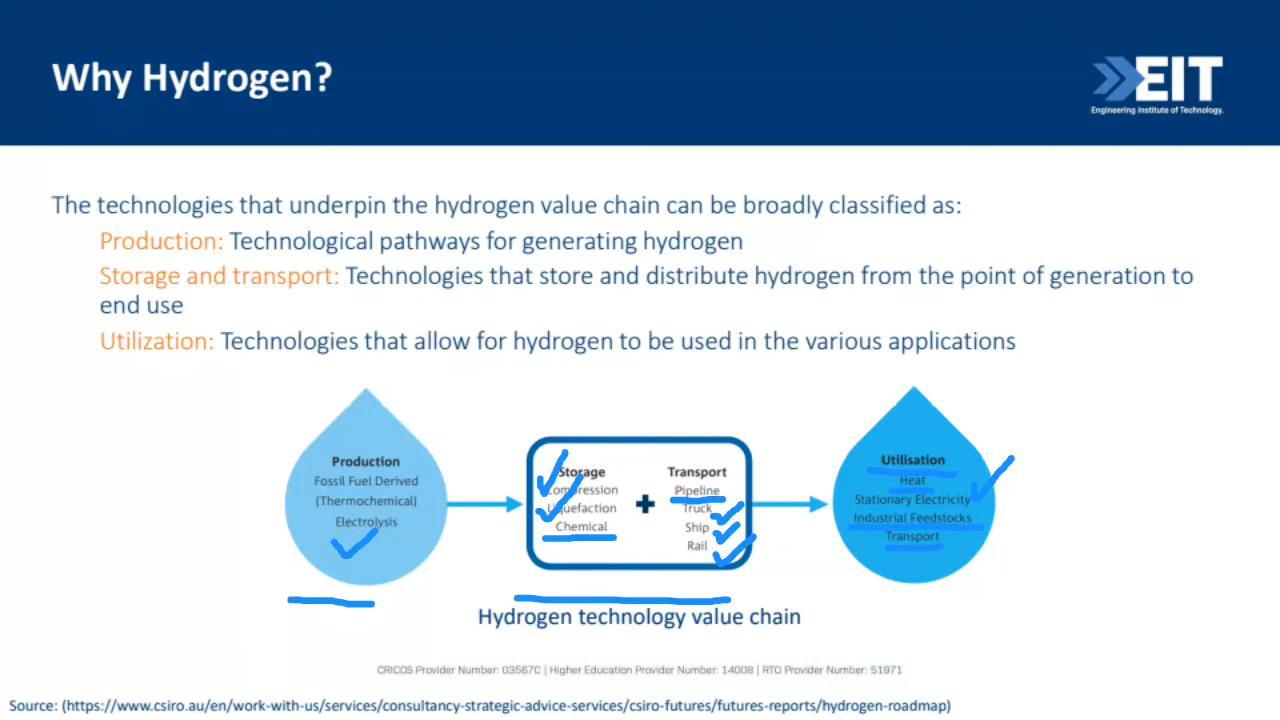 Why Hydrogen?
EIT
Engineering Institute of Technology.
The technologies that underpin the hydrogen value chain can be broadly classified as:
Production: Technological pathways for generating hydrogen
Storage and transport: Technologies that store and distribute hydrogen from the point of generation to
end use
Utilization: Technologies that allow for hydrogen to be used in the various applications
Production
Fossil Fuel Derived
(Thermochemical)
Electrolysis
Storage
Compression
Liquefaction
Chemical
+
Transport
Pipeline
Truck
Ship
Rail
Utilisation
Heat
Stationary Electricity
Industrial Feedstocks
Transport
Hydrogen technology value chain
CRICOS Provider Number: 03567C | Higher Education Provider Number: 14008 | RTO Provider Number: 51971
Source: (https://www.csiro.au/en/work-with-us/services/consultancy-strategic-advice-services/csiro-futures/futures-reports/hydrogen-roadmap)